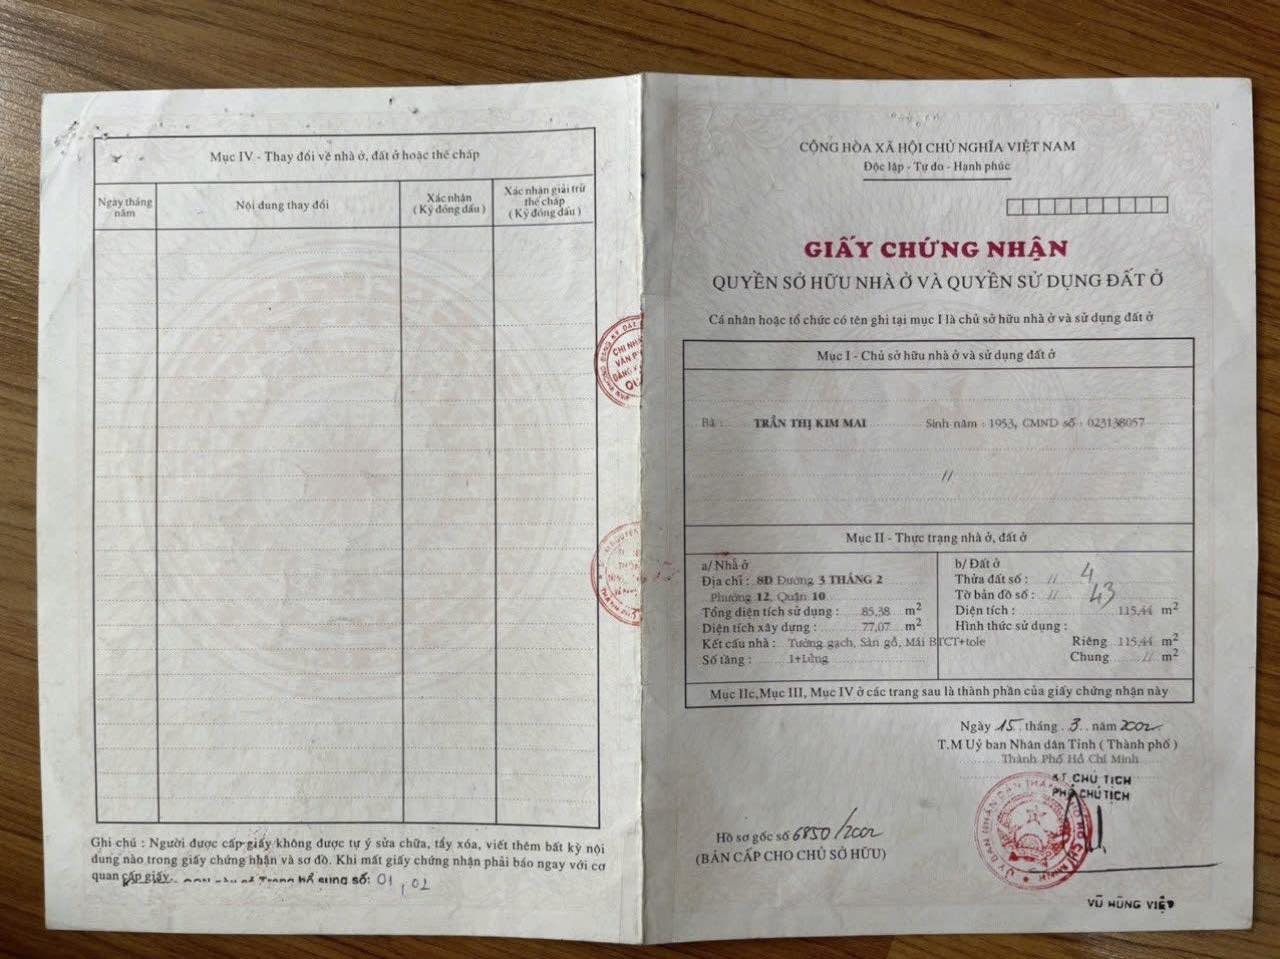 Mục IV - Thay đổi về nhà ở, đất ở hoặc thế chấp
Ngày tháng năm
Nội dung thay đổi
Xác nhận
( Ký đóng dấu )
Xác nhận giải trừ
thế chấp
( Ký đóng dấu )
Ghi chú : Người được cấp giấy không được tự ý sửa chữa, tẩy xóa, viết thêm bất kỳ nội
dung nào trong giấy chứng nhận và sơ đồ. Khi mất giấy chứng nhận phải báo ngay với cơ
quan cấp giấy.
Trang bổ sung số: 01, 02
CỘNG HÒA XÃ HỘI CHỦ NGHĨA VIỆT NAM
Độc lập - Tự do - Hạnh phúc
GIẤY CHỨNG NHẬN
QUYỀN SỞ HỮU NHÀ Ở VÀ QUYỀN SỬ DỤNG ĐẤT Ở
Cá nhân hoặc tổ chức có tên ghi tại mục I là chủ sở hữu nhà ở và sử dụng đất ở
Mục I - Chủ sở hữu nhà ở và sử dụng đất ở
Bà : TRẦN THỊ KIM MAI Sinh năm : 1953, CMND số : 023138057
//
Mục II - Thực trạng nhà ở, đất ở
a/ Nhà ở
Địa chỉ : 8D Đường 3 THÁNG 2
Phường 12, Quận 10
Tổng diện tích sử dụng : 85,38 m2
Diện tích xây dựng : 77,07 m2
Kết cấu nhà : Tường gạch, Sàn gỗ, Mái BTCT+tole
Số tầng : 1+Lửng
b/ Đất ở
Thửa đất số : // 4
Tờ bản đồ số : // 43
Diện tích : 115,44 m2
Hình thức sử dụng :
Riêng 115,44 m2
Chung // m2
Mục IIc,Mục III, Mục IV ở các trang sau là thành phần của giấy chứng nhận này
Ngày 15 tháng 3 năm 2002
T.M Uỷ ban Nhân dân Tỉnh ( Thành phố )
Thành Phố Hồ Chí Minh
KT CHỦ TỊCH
PHÓ CHỦ TỊCH
Hồ sơ gốc số 6850/2002
(BẢN CẤP CHO CHỦ SỞ HỮU)
VŨ HÙNG VIỆT